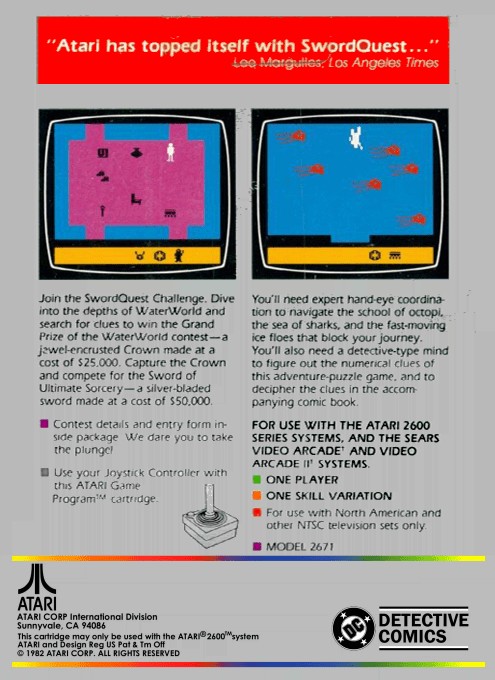 "Atari has topped itself with SwordQuest..."
Lee Margulies, Los Angeles Times
Join the SwordQuest Challenge. Dive
into the depths of WaterWorld and
search for clues to win the Grand
Prize of the WaterWorld contest—a
jewel-encrusted Crown made at a
cost of $25,000. Capture the Crown
and compete for the Sword of
Ultimate Sorcery—a silver-bladed
sword made at a cost of $50,000.
Contest details and entry form in-
side package. We dare you to take
the plunge!
Use your Joystick Controller with
this ATARI Game
Program™ cartridge.
You'll need expert hand-eye coordina-
tion to navigate the school of octopi,
the sea of sharks, and the fast-moving
ice floes that block your journey.
You'll also need a detective-type mind
to figure out the numerical clues of
this adventure-puzzle game, and to
decipher the clues in the accom-
panying comic book.
FOR USE WITH THE ATARI 2600
SERIES SYSTEMS, AND THE SEARS
VIDEO ARCADE† AND VIDEO
ARCADE II† SYSTEMS.
ONE PLAYER
ONE SKILL VARIATION
For use with North American and
other NTSC television sets only.
MODEL 2671
ATARI
ATARI CORP International Division
Sunnyvale, CA 94086
This cartridge may only be used with the ATARI®2600™system
ATARI and Design Reg US Pat & Tm Off
© 1982 ATARI CORP. ALL RIGHTS RESERVED
DC
DETECTIVE
COMICS